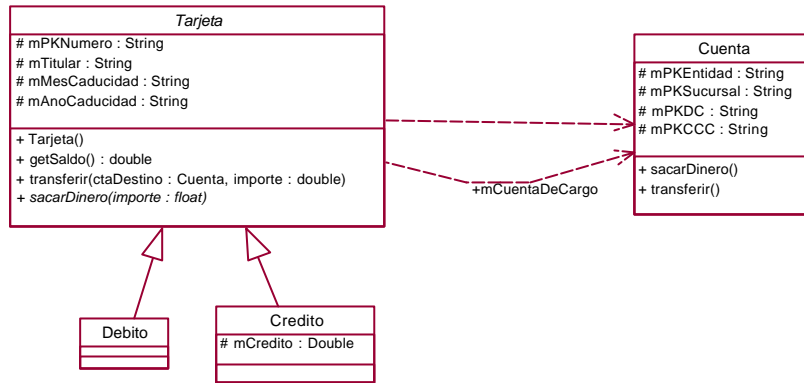 Tarjeta
# mPKNumero : String
# mTitular : String
# mMesCaducidad : String
# mAnoCaducidad : String
+ Tarjeta()
+ getSaldo() : double
+ transferir(ctaDestino : Cuenta, importe : double)
+ sacarDinero(importe : float)
Cuenta
# mPKEntidad : String
# mPKSucursal : String
# mPKDC : String
# mPKCCC : String
+ sacarDinero()
+ transferir()
+mCuentaDeCargo
Debito
Credito
# mCredito : Double